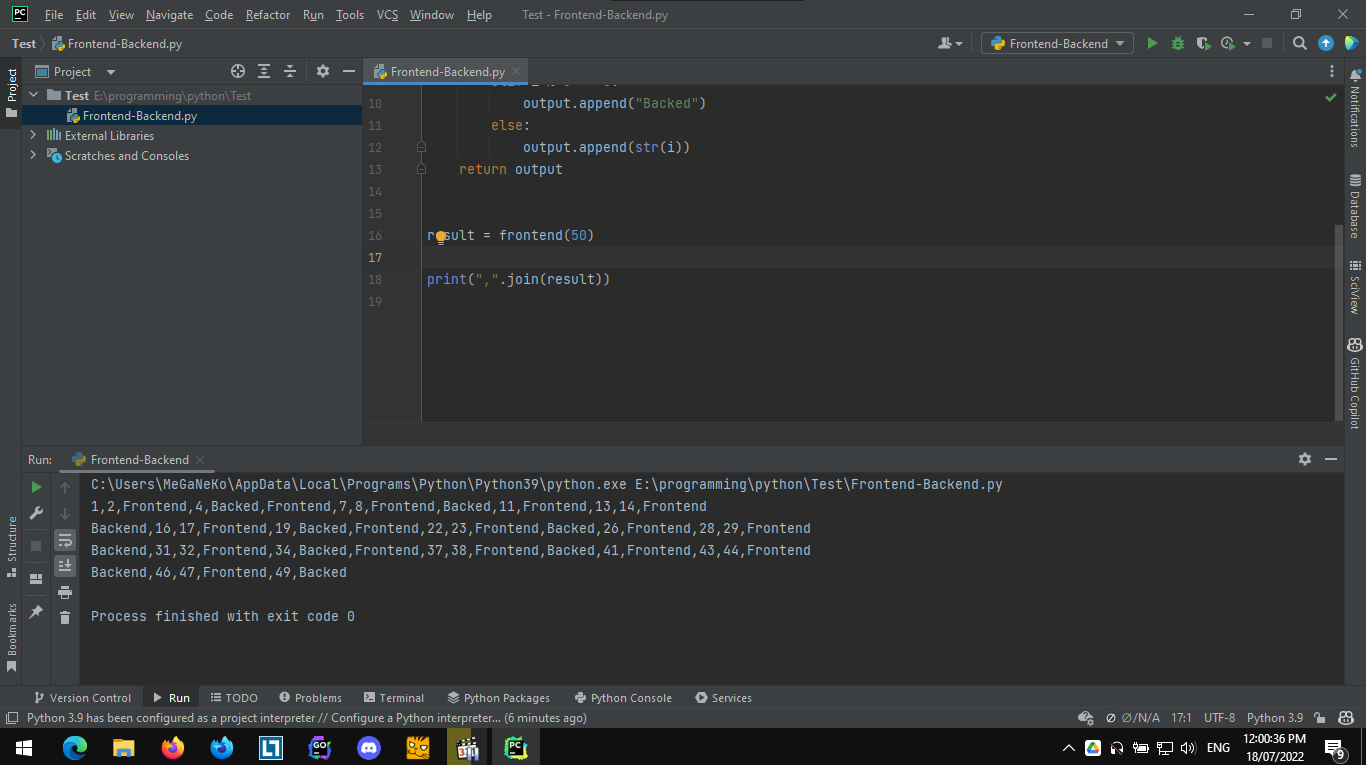 File Edit View Navigate Code Refactor Run Tools VCS Window Help Test - Frontend-Backend.py
Test Frontend-Backend.py
Frontend-Backend
Project
Project
Test E:\programming\python\Test
Frontend-Backend.py
External Libraries
Scratches and Consoles
Structure
Bookmarks
Frontend-Backend.py
10 output.append("Backed")
11 else:
12 output.append(str(i))
13 return output
14
15
16 result = frontend(50)
17
18 print(",".join(result))
19
Notifications
Database
SciView
GitHub Copilot
Run: Frontend-Backend
C:\Users\MeGaNeKo\AppData\Local\Programs\Python\Python39\python.exe E:\programming\python\Test\Frontend-Backend.py
1,2,Frontend,4,Backed,Frontend,7,8,Frontend,Backed,11,Frontend,13,14,Frontend
Backend,16,17,Frontend,19,Backed,Frontend,22,23,Frontend,Backed,26,Frontend,28,29,Frontend
Backend,31,32,Frontend,34,Backed,Frontend,37,38,Frontend,Backed,41,Frontend,43,44,Frontend
Backend,46,47,Frontend,49,Backed
Process finished with exit code 0
Version Control Run TODO Problems Terminal Python Packages Python Console Services
Python 3.9 has been configured as a project interpreter // Configure a Python interpreter... (6 minutes ago) Ø/N/A 17:1 UTF-8 Python 3.9
ENG 12:00:36 PM
18/07/2022
9